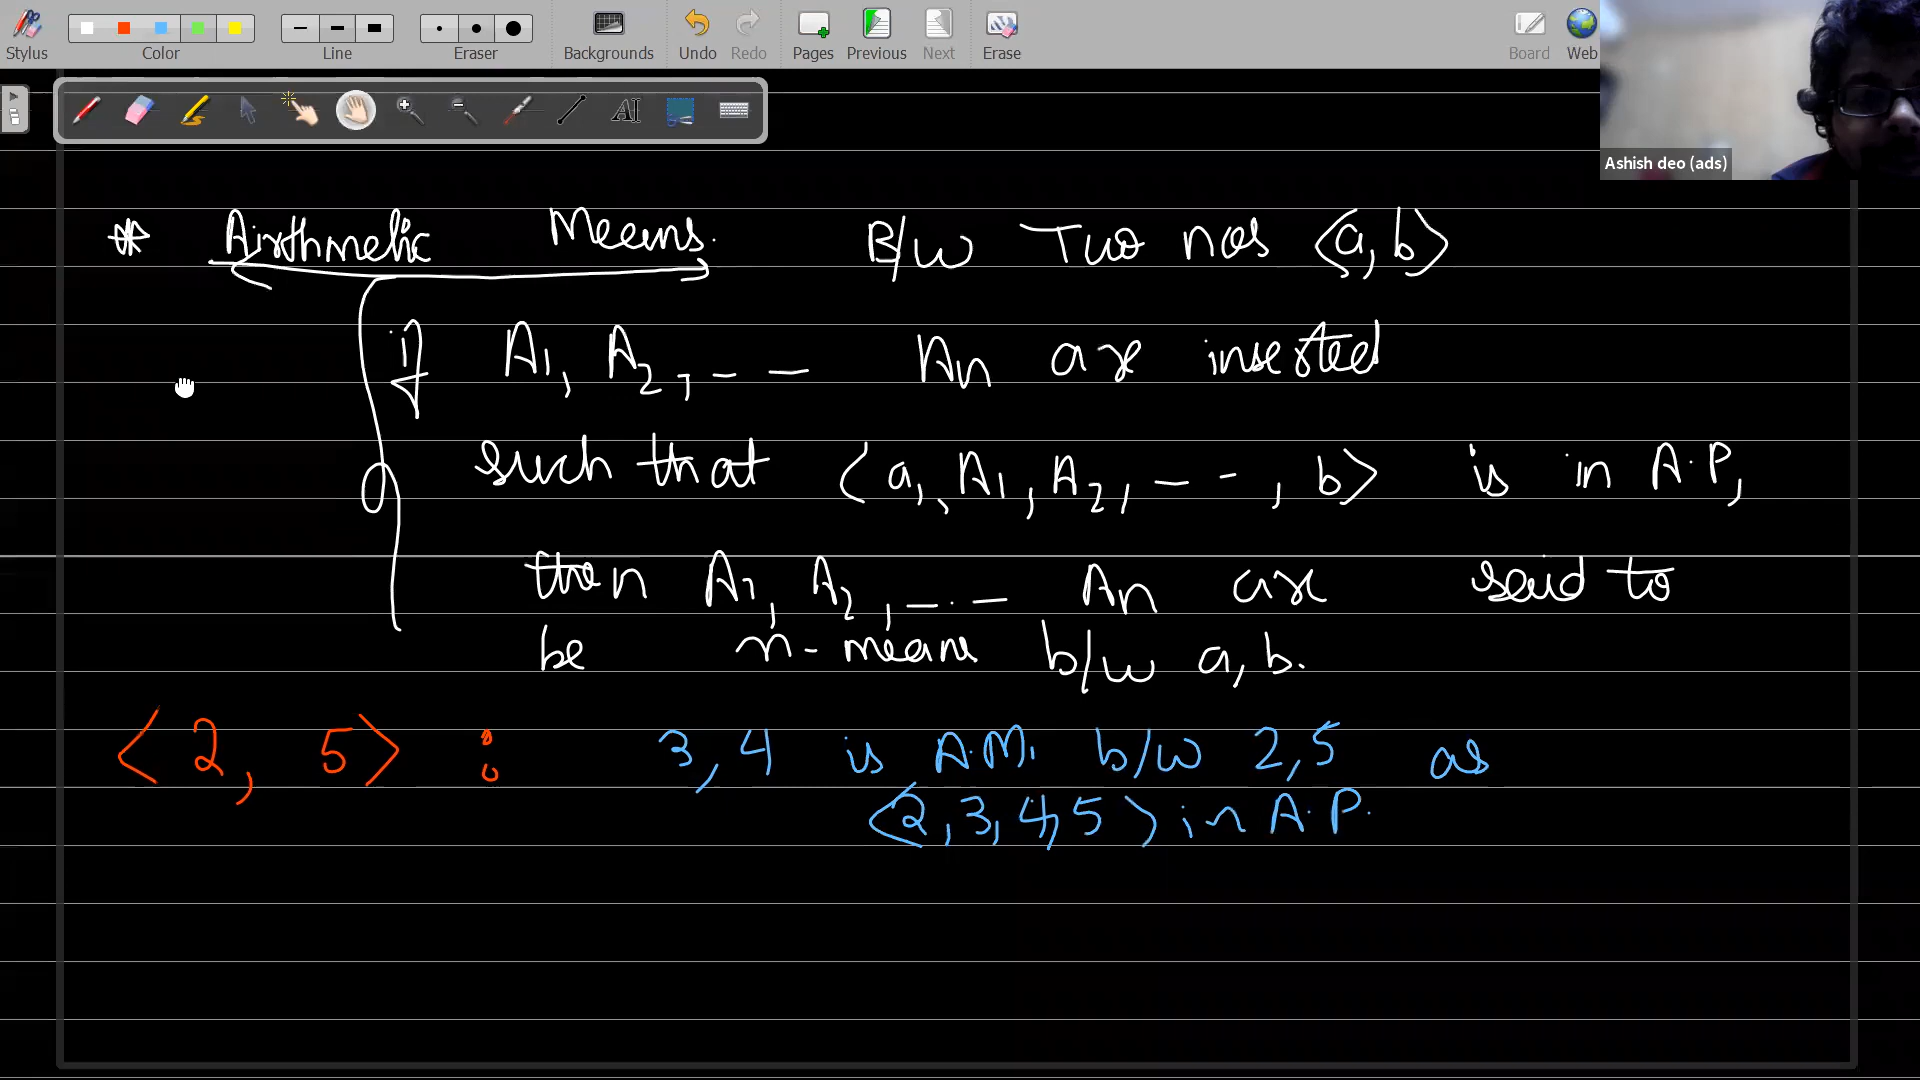 Stylus Color Line Eraser Backgrounds Undo Redo Pages Previous Next Erase Board Web
AI
Ashish deo (ads)
* Airthmetic Means. B/W Two nos <a, b>
if A1, A2, - - An are inserted
such that <a, A1, A2, - - , b> is in A.P,
then A1, A2, - . - An are said to
be n-means b/w a, b.
< 2, 5> : 3, 4 is A.M. b/w 2,5 as
<2, 3, 4, 5 > in A.P.